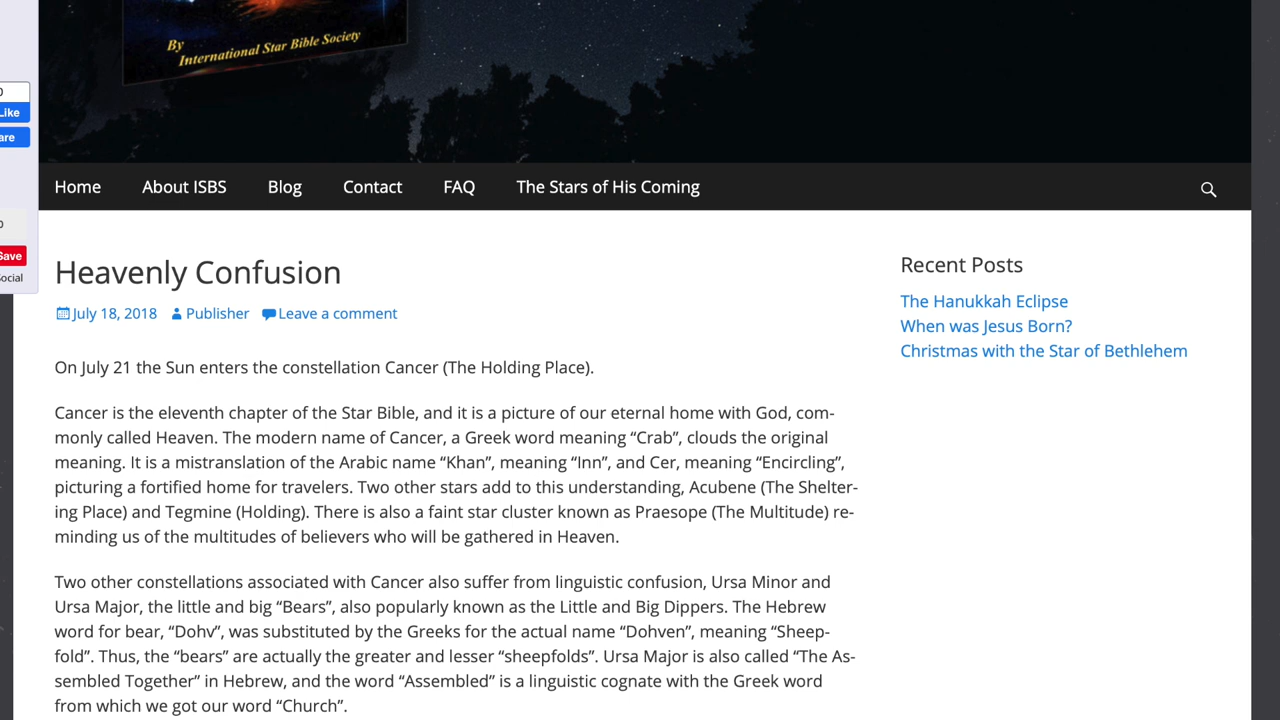 By
International Star Bible Society
0
Like
are
0
Save
Social
Home About ISBS Blog Contact FAQ The Stars of His Coming
Heavenly Confusion
July 18, 2018 Publisher Leave a comment
On July 21 the Sun enters the constellation Cancer (The Holding Place).
Cancer is the eleventh chapter of the Star Bible, and it is a picture of our eternal home with God, com-
monly called Heaven. The modern name of Cancer, a Greek word meaning “Crab”, clouds the original
meaning. It is a mistranslation of the Arabic name “Khan”, meaning “Inn”, and Cer, meaning “Encircling”,
picturing a fortified home for travelers. Two other stars add to this understanding, Acubene (The Shelter-
ing Place) and Tegmine (Holding). There is also a faint star cluster known as Praesope (The Multitude) re-
minding us of the multitudes of believers who will be gathered in Heaven.
Two other constellations associated with Cancer also suffer from linguistic confusion, Ursa Minor and
Ursa Major, the little and big “Bears”, also popularly known as the Little and Big Dippers. The Hebrew
word for bear, “Dohv”, was substituted by the Greeks for the actual name “Dohven”, meaning “Sheep-
fold”. Thus, the “bears” are actually the greater and lesser “sheepfolds”. Ursa Major is also called “The As-
sembled Together” in Hebrew, and the word “Assembled” is a linguistic cognate with the Greek word
from which we got our word “Church”.
Recent Posts
The Hanukkah Eclipse
When was Jesus Born?
Christmas with the Star of Bethlehem